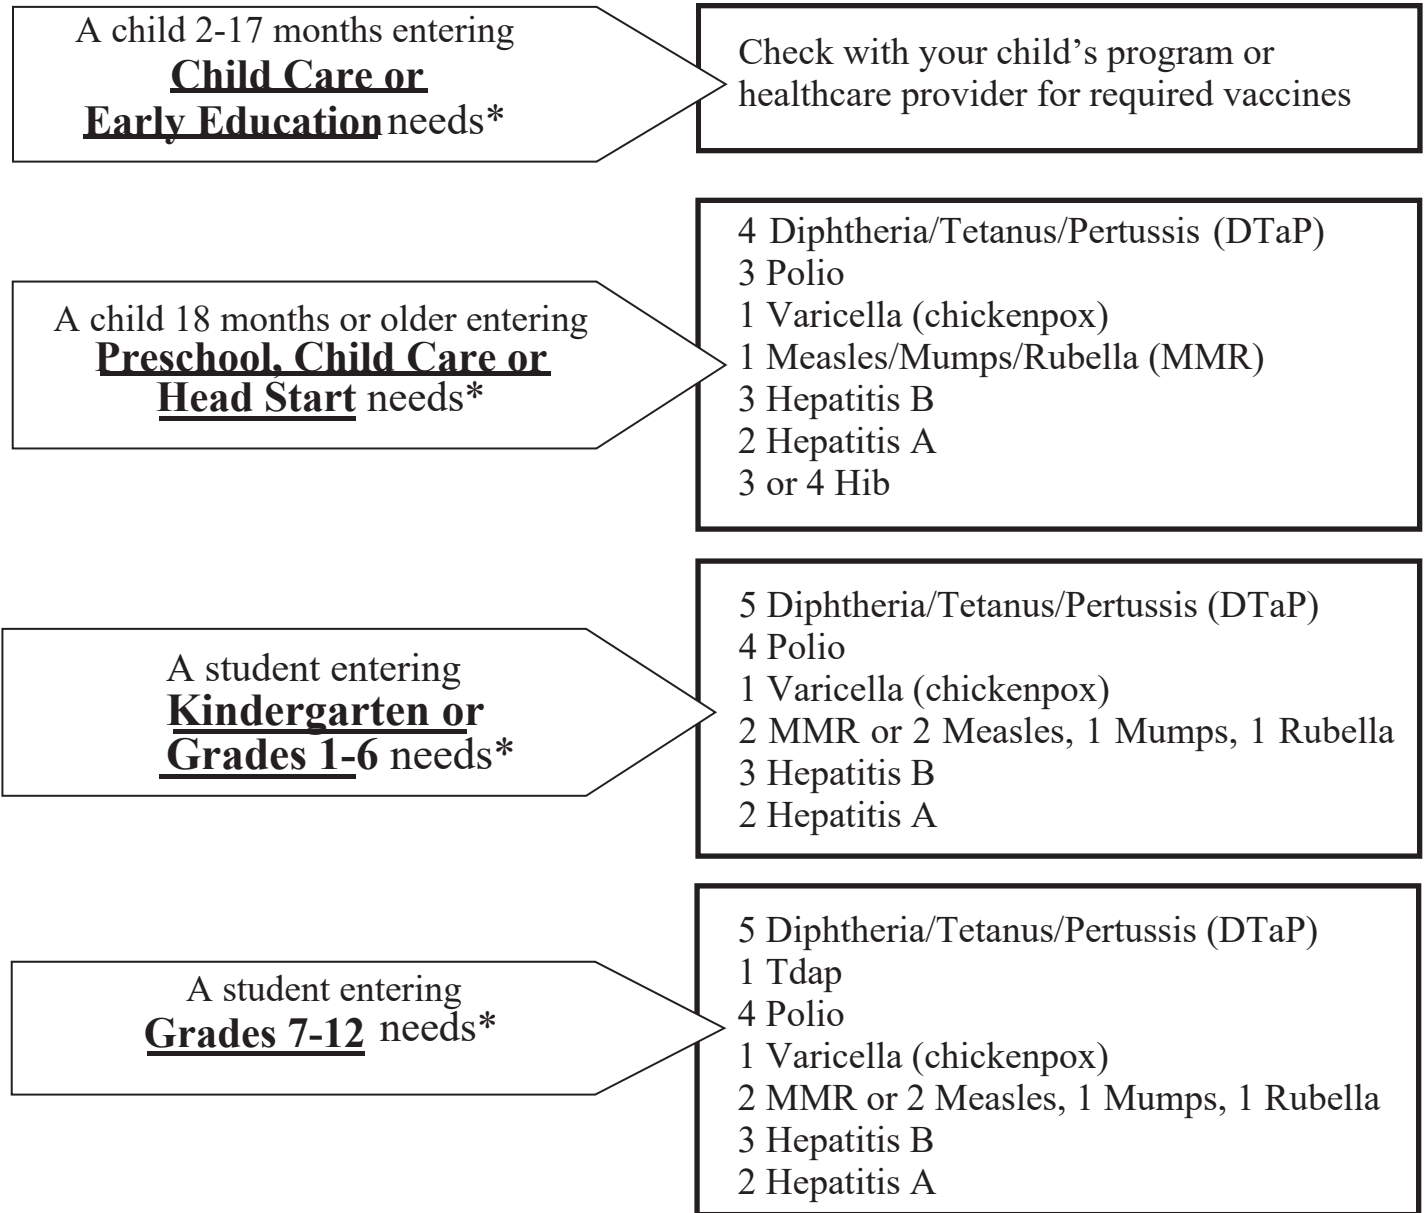 A child 2-17 months entering
Child Care or
Early Education needs*
Check with your child’s program or
healthcare provider for required vaccines
A child 18 months or older entering
Preschool, Child Care or
Head Start needs*
4 Diphtheria/Tetanus/Pertussis (DTaP)
3 Polio
1 Varicella (chickenpox)
1 Measles/Mumps/Rubella (MMR)
3 Hepatitis B
2 Hepatitis A
3 or 4 Hib
A student entering
Kindergarten or
Grades 1-6 needs*
5 Diphtheria/Tetanus/Pertussis (DTaP)
4 Polio
1 Varicella (chickenpox)
2 MMR or 2 Measles, 1 Mumps, 1 Rubella
3 Hepatitis B
2 Hepatitis A
A student entering
Grades 7-12 needs*
5 Diphtheria/Tetanus/Pertussis (DTaP)
1 Tdap
4 Polio
1 Varicella (chickenpox)
2 MMR or 2 Measles, 1 Mumps, 1 Rubella
3 Hepatitis B
2 Hepatitis A